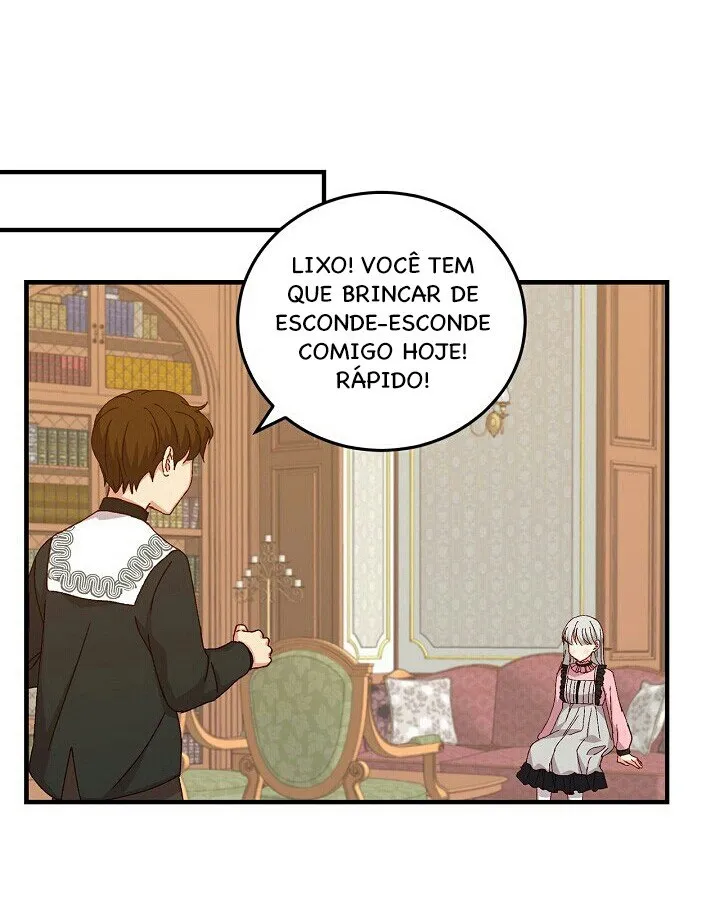 LIXO! VOCÊ TEM
QUE BRINCAR DE
ESCONDE-ESCONDE
COMIGO HOJE!
RÁPIDO!